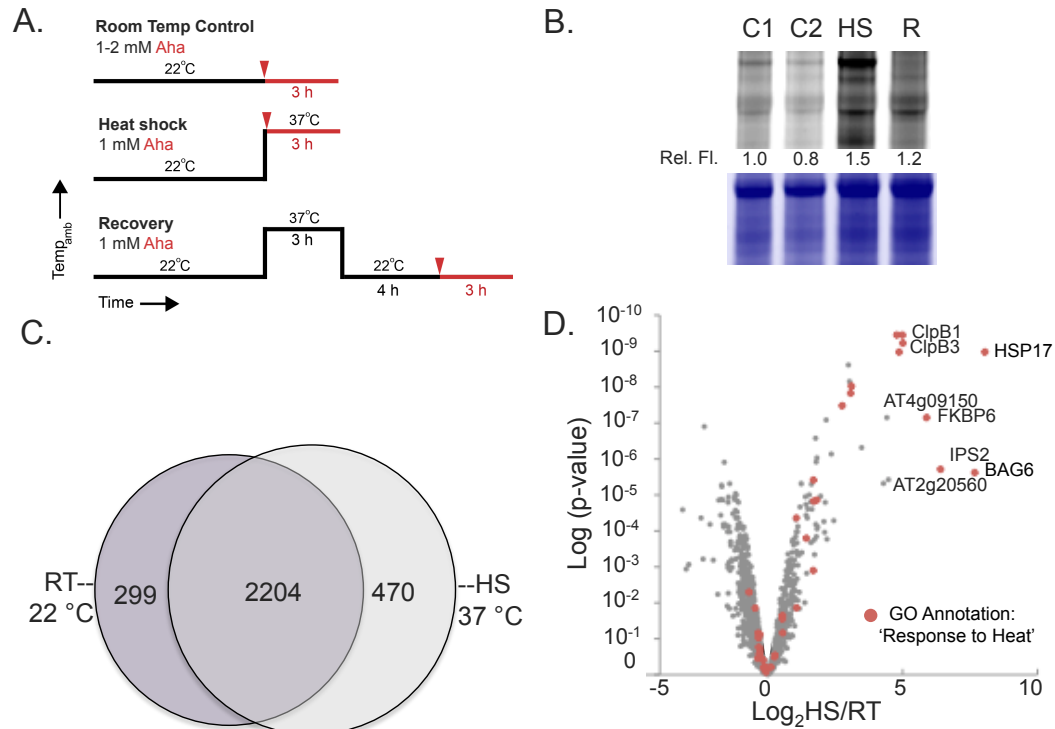 A.
Room Temp Control
1-2 mM Aha
22°C
3 h
Heat shock
1 mM Aha
37°C
3 h
22°C
Recovery
1 mM Aha
37°C
3 h
22°C
22°C
4 h
3 h
Temp amb
Time
B.
C1 C2 HS R
Rel. Fl. 1.0 0.8 1.5 1.2
C.
RT--
22 °C
299
2204
470
--HS
37 °C
D.
Log (p-value)
10-10
10-9
10-8
10-7
10-6
10-5
10-4
10-3
10-2
10-1
0
ClpB1
ClpB3
HSP17
AT4g09150
FKBP6
IPS2
BAG6
AT2g20560
GO Annotation:
'Response to Heat'
-5 0 5 10
Log2HS/RT